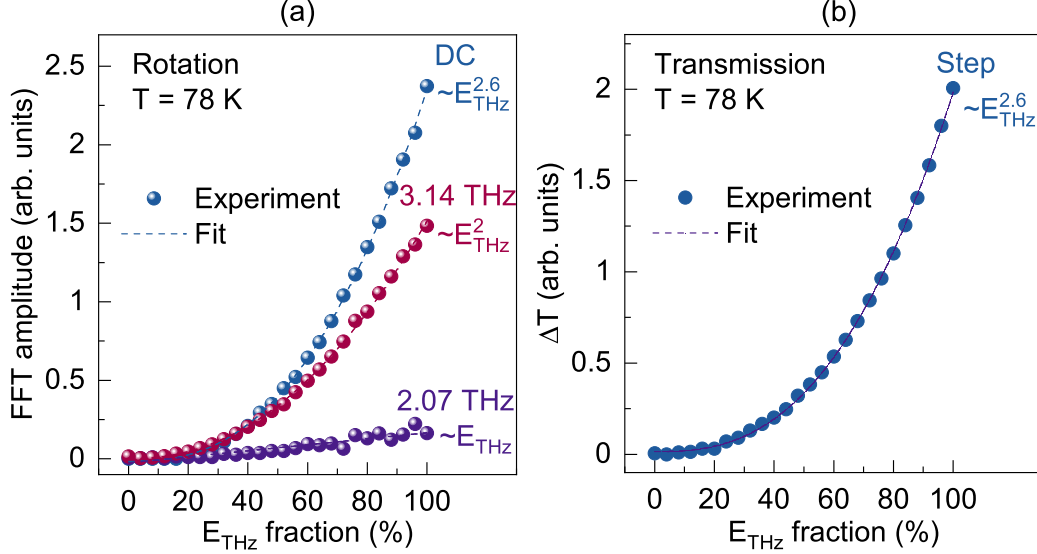 (a)
FFT amplitude (arb. units)
2.5
2
1.5
1
0.5
0
Rotation
T = 78 K
DC
~E_THz^2.6
Experiment
Fit
3.14 THz
~E_THz^2
2.07 THz
~E_THz
0 20 40 60 80 100
E_THz fraction (%)
(b)
ΔT (arb. units)
2
1.5
1
0.5
0
Transmission
T = 78 K
Step
~E_THz^2.6
Experiment
Fit
0 20 40 60 80 100
E_THz fraction (%)